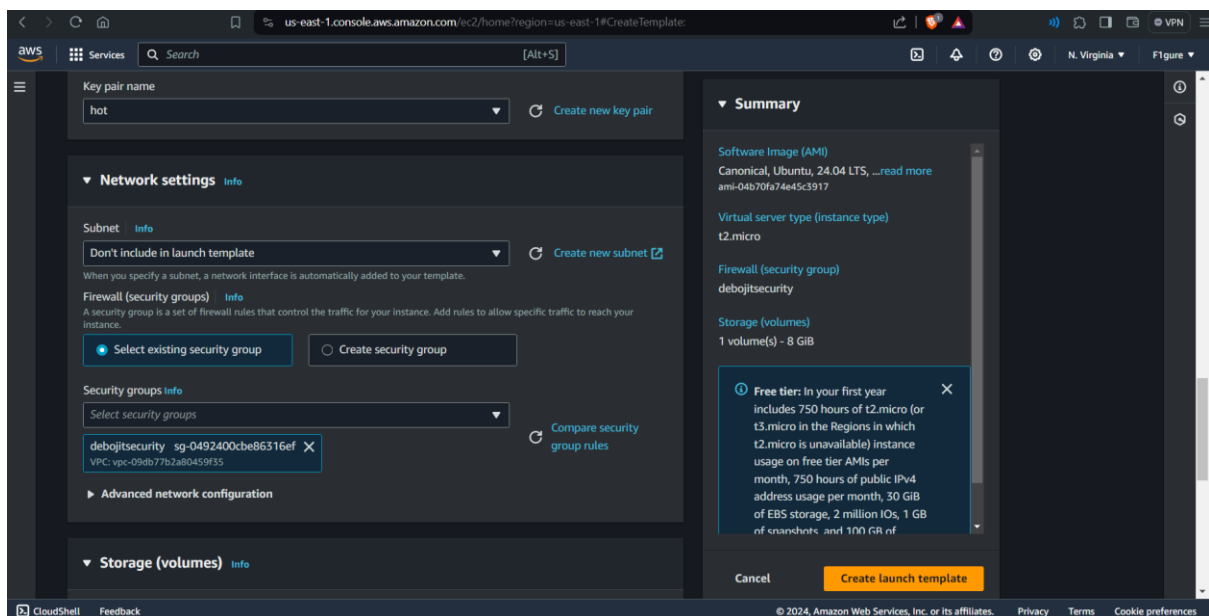 us-east-1.console.aws.amazon.com/ec2/home?region=us-east-1#CreateTemplate:
VPN
aws
Services
Search
[Alt+S]
N. Virginia
F1gure
Key pair name
hot
Create new key pair
Network settings Info
Subnet Info
Don't include in launch template
Create new subnet
When you specify a subnet, a network interface is automatically added to your template.
Firewall (security groups) Info
A security group is a set of firewall rules that control the traffic for your instance. Add rules to allow specific traffic to reach your
instance.
Select existing security group
Create security group
Security groups Info
Select security groups
Compare security
group rules
debojitsecurity sg-0492400cbe86316ef
VPC: vpc-09db77b2a80459f35
Advanced network configuration
Storage (volumes) Info
Summary
Software Image (AMI)
Canonical, Ubuntu, 24.04 LTS, ...read more
ami-04b70fa74e45c3917
Virtual server type (instance type)
t2.micro
Firewall (security group)
debojitsecurity
Storage (volumes)
1 volume(s) - 8 GiB
Free tier: In your first year
includes 750 hours of t2.micro (or
t3.micro in the Regions in which
t2.micro is unavailable) instance
usage on free tier AMIs per
month, 750 hours of public IPv4
address usage per month, 30 GiB
of EBS storage, 2 million IOs, 1 GB
of snapshots, and 100 GB of
Cancel
Create launch template
CloudShell
Feedback
© 2024, Amazon Web Services, Inc. or its affiliates.
Privacy
Terms
Cookie preferences